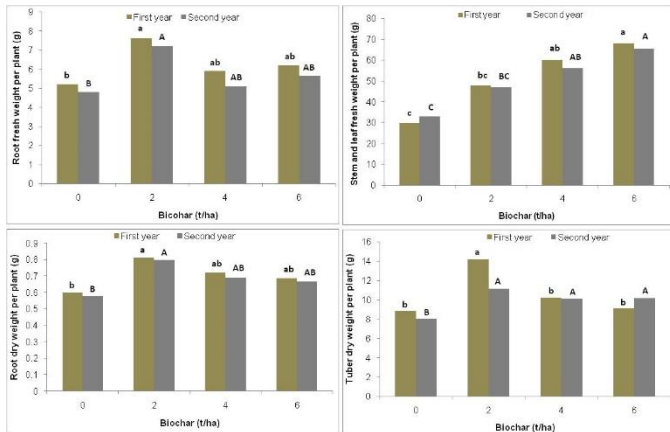 First year Second year
Root fresh weight per plant (g)
9
8
7
6
5
4
3
2
1
0
b B a A ab AB ab AB
0 2 4 6
Bicohar (t/ha)
First year Second year
Stem and leaf fresh weight per plant (g)
80
70
60
50
40
30
20
10
0
c C bc BC ab AB a A
0 2 4 6
Biochar (t/ha)
First year Second year
Root dry weight per plant (g)
0.9
0.8
0.7
0.6
0.5
0.4
0.3
0.2
0.1
0
b B a A ab AB ab AB
0 2 4 6
Biochar (t/ha)
First year Second year
Tuber dry weight per plant (g)
16
14
12
10
8
6
4
2
0
b B a A b A b A
0 2 4 6
Biochar (t/ha)